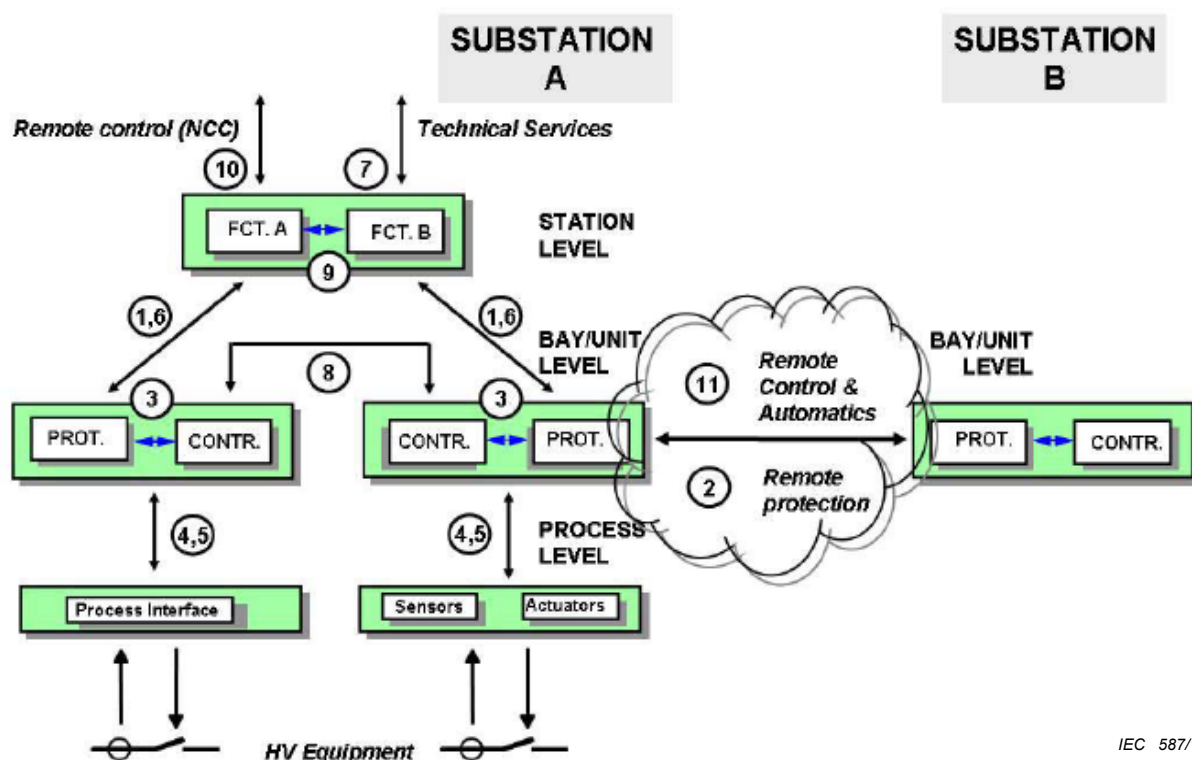 SUBSTATION
A
SUBSTATION
B
Remote control (NCC)
Technical Services
10
7
FCT. A
FCT. B
STATION
LEVEL
9
1,6
1,6
BAY/UNIT
LEVEL
BAY/UNIT
LEVEL
8
11
Remote
Control &
Automatics
3
3
PROT.
CONTR.
CONTR.
PROT.
PROT.
CONTR.
2
Remote
protection
4,5
4,5
PROCESS
LEVEL
Process Interface
Sensors
Actuators
HV Equipment
IEC 587/